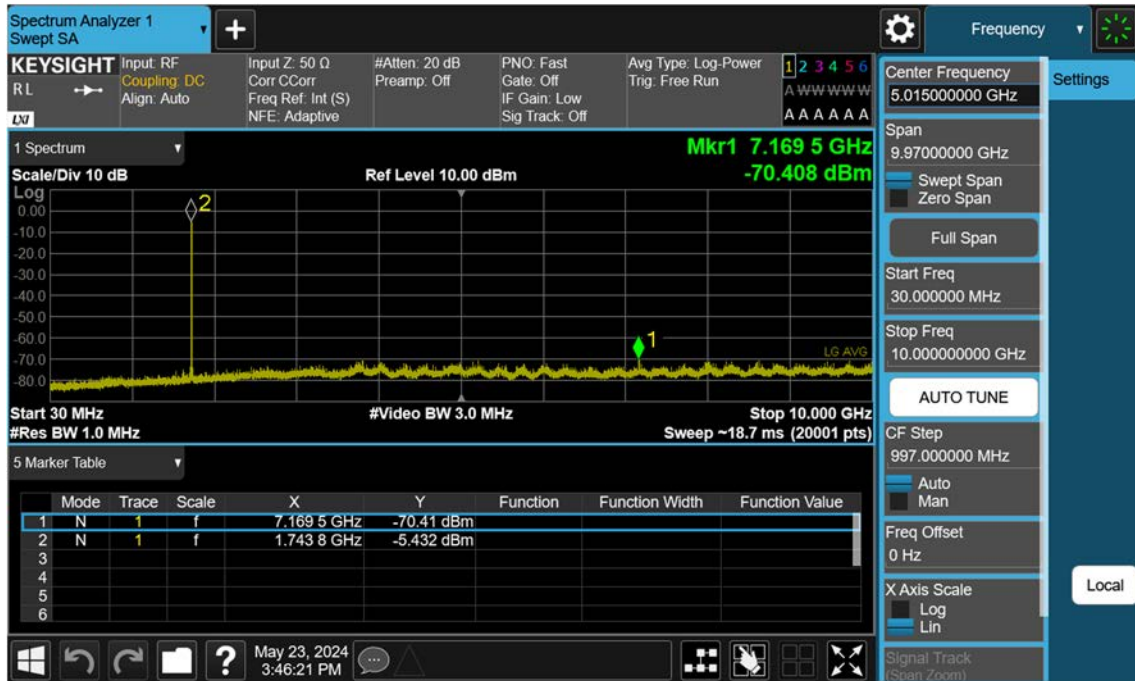 Spectrum Analyzer 1
Swept SA
+
Frequency
KEYSIGHT
RL
LXI
Input: RF
Coupling: DC
Align: Auto
Input Z: 50 Ω
Corr CCorr
Freq Ref: Int (S)
NFE: Adaptive
#Atten: 20 dB
Preamp: Off
PNO: Fast
Gate: Off
IF Gain: Low
Sig Track: Off
Avg Type: Log-Power
Trig: Free Run
1 2 3 4 5 6
A W W W W W
A A A A A A
1 Spectrum
Mkr1 7.169 5 GHz
-70.408 dBm
Scale/Div 10 dB
Ref Level 10.00 dBm
Log
0.00
-10.0
-20.0
-30.0
-40.0
-50.0
-60.0
-70.0
-80.0
2
1
LG AVG
Start 30 MHz
#Video BW 3.0 MHz
Stop 10.000 GHz
#Res BW 1.0 MHz
Sweep ~18.7 ms (20001 pts)
5 Marker Table
Mode Trace Scale X Y Function Function Width Function Value
1 N 1 f 7.169 5 GHz -70.41 dBm
2 N 1 f 1.743 8 GHz -5.432 dBm
3
4
5
6
?
May 23, 2024
3:46:21 PM
Center Frequency
5.015000000 GHz
Settings
Span
9.97000000 GHz
Swept Span
Zero Span
Full Span
Start Freq
30.000000 MHz
Stop Freq
10.000000000 GHz
AUTO TUNE
CF Step
997.000000 MHz
Auto
Man
Freq Offset
0 Hz
X Axis Scale
Log
Lin
Local
Signal Track
(Span Zoom)